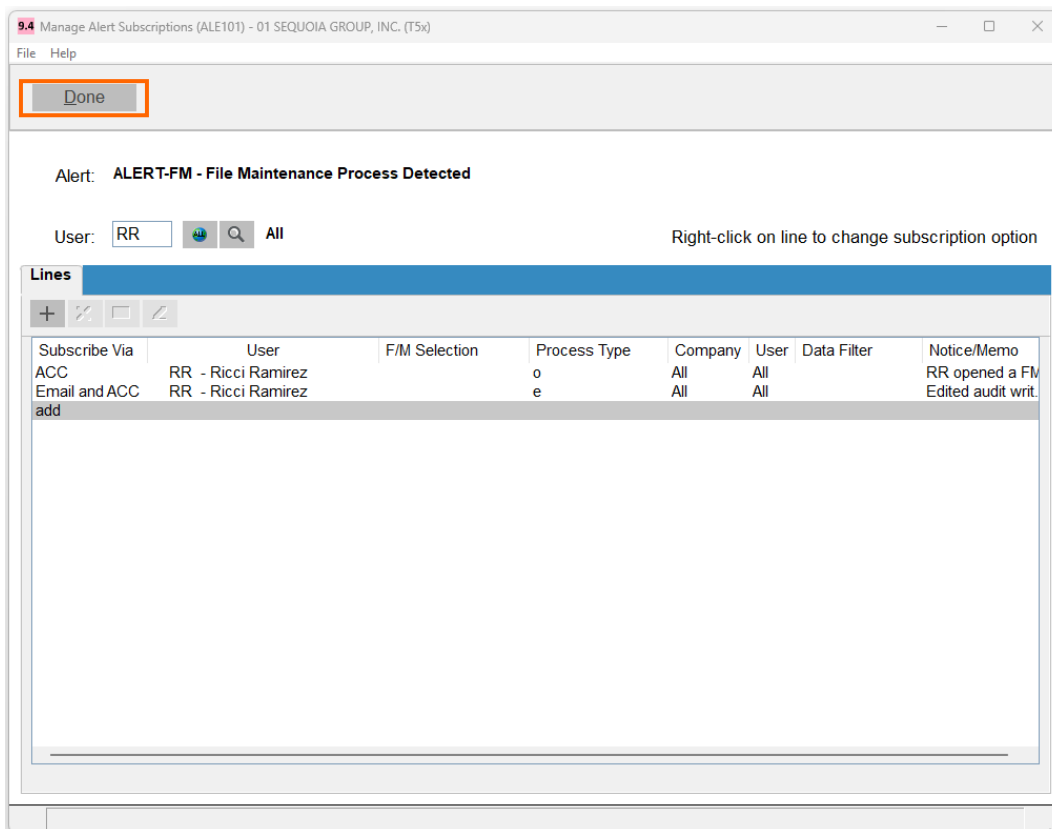 9.4 Manage Alert Subscriptions (ALE101) - 01 SEQUOIA GROUP, INC. (T5x)
File Help
Done
Alert: ALERT-FM - File Maintenance Process Detected
User: RR All Right-click on line to change subscription option
Lines
Subscribe Via User F/M Selection Process Type Company User Data Filter Notice/Memo
ACC RR - Ricci Ramirez o All All RR opened a FM
Email and ACC RR - Ricci Ramirez e All All Edited audit writ.
add